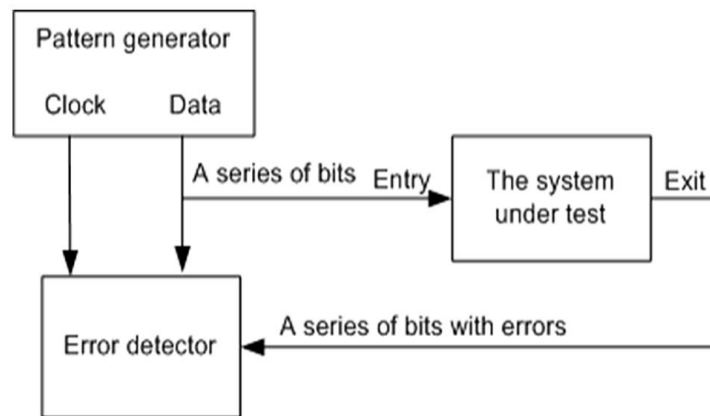 Pattern generator
Clock Data
A series of bits Entry
The system
under test
Exit
A series of bits with errors
Error detector